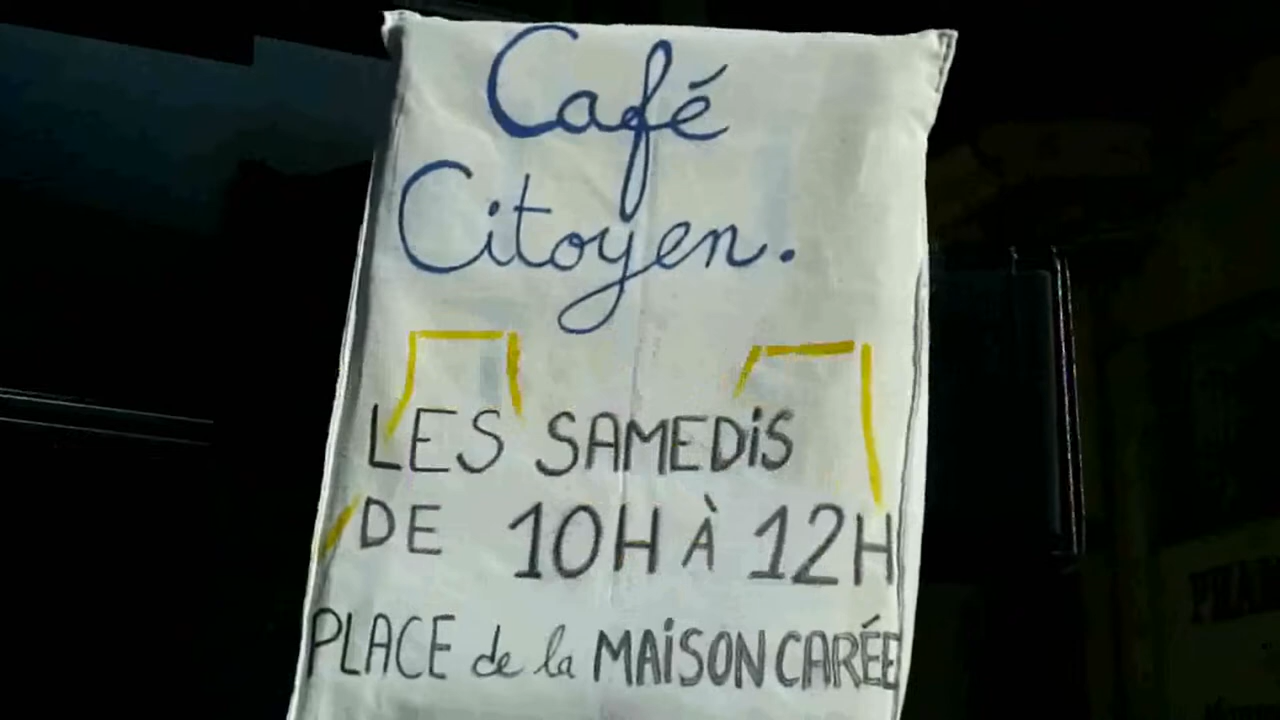 Café
Citoyen.
LES SAMEDiS
DE 10H À 12H
PLACE de la MAiSON CARÉE